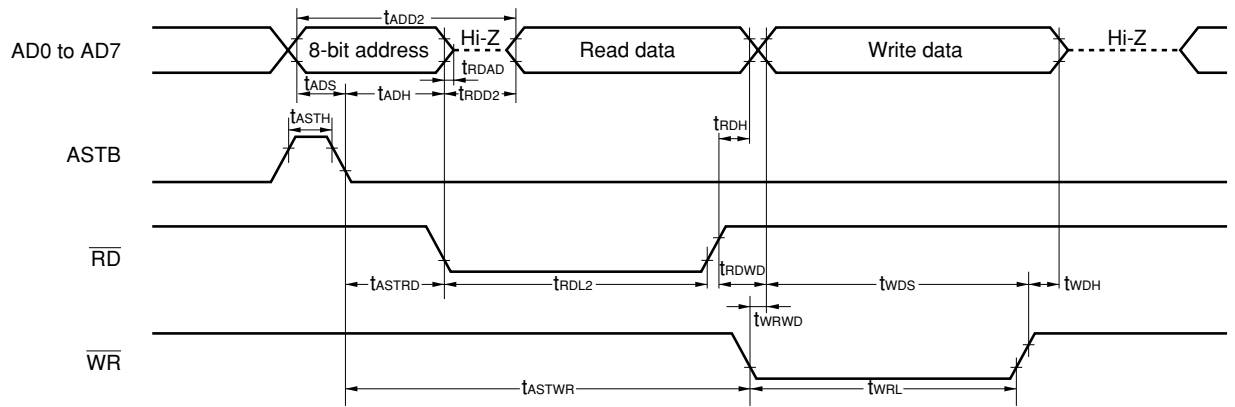 tADD2
AD0 to AD7
8-bit address
Hi-Z
Read data
Write data
Hi-Z
tRDAD
tADS
tADH
tRDD2
tASTH
tRDH
ASTB
RD
tASTRD
tRDL2
tRDWD
tWDS
tWDH
tWRWD
WR
tASTWR
tWRL